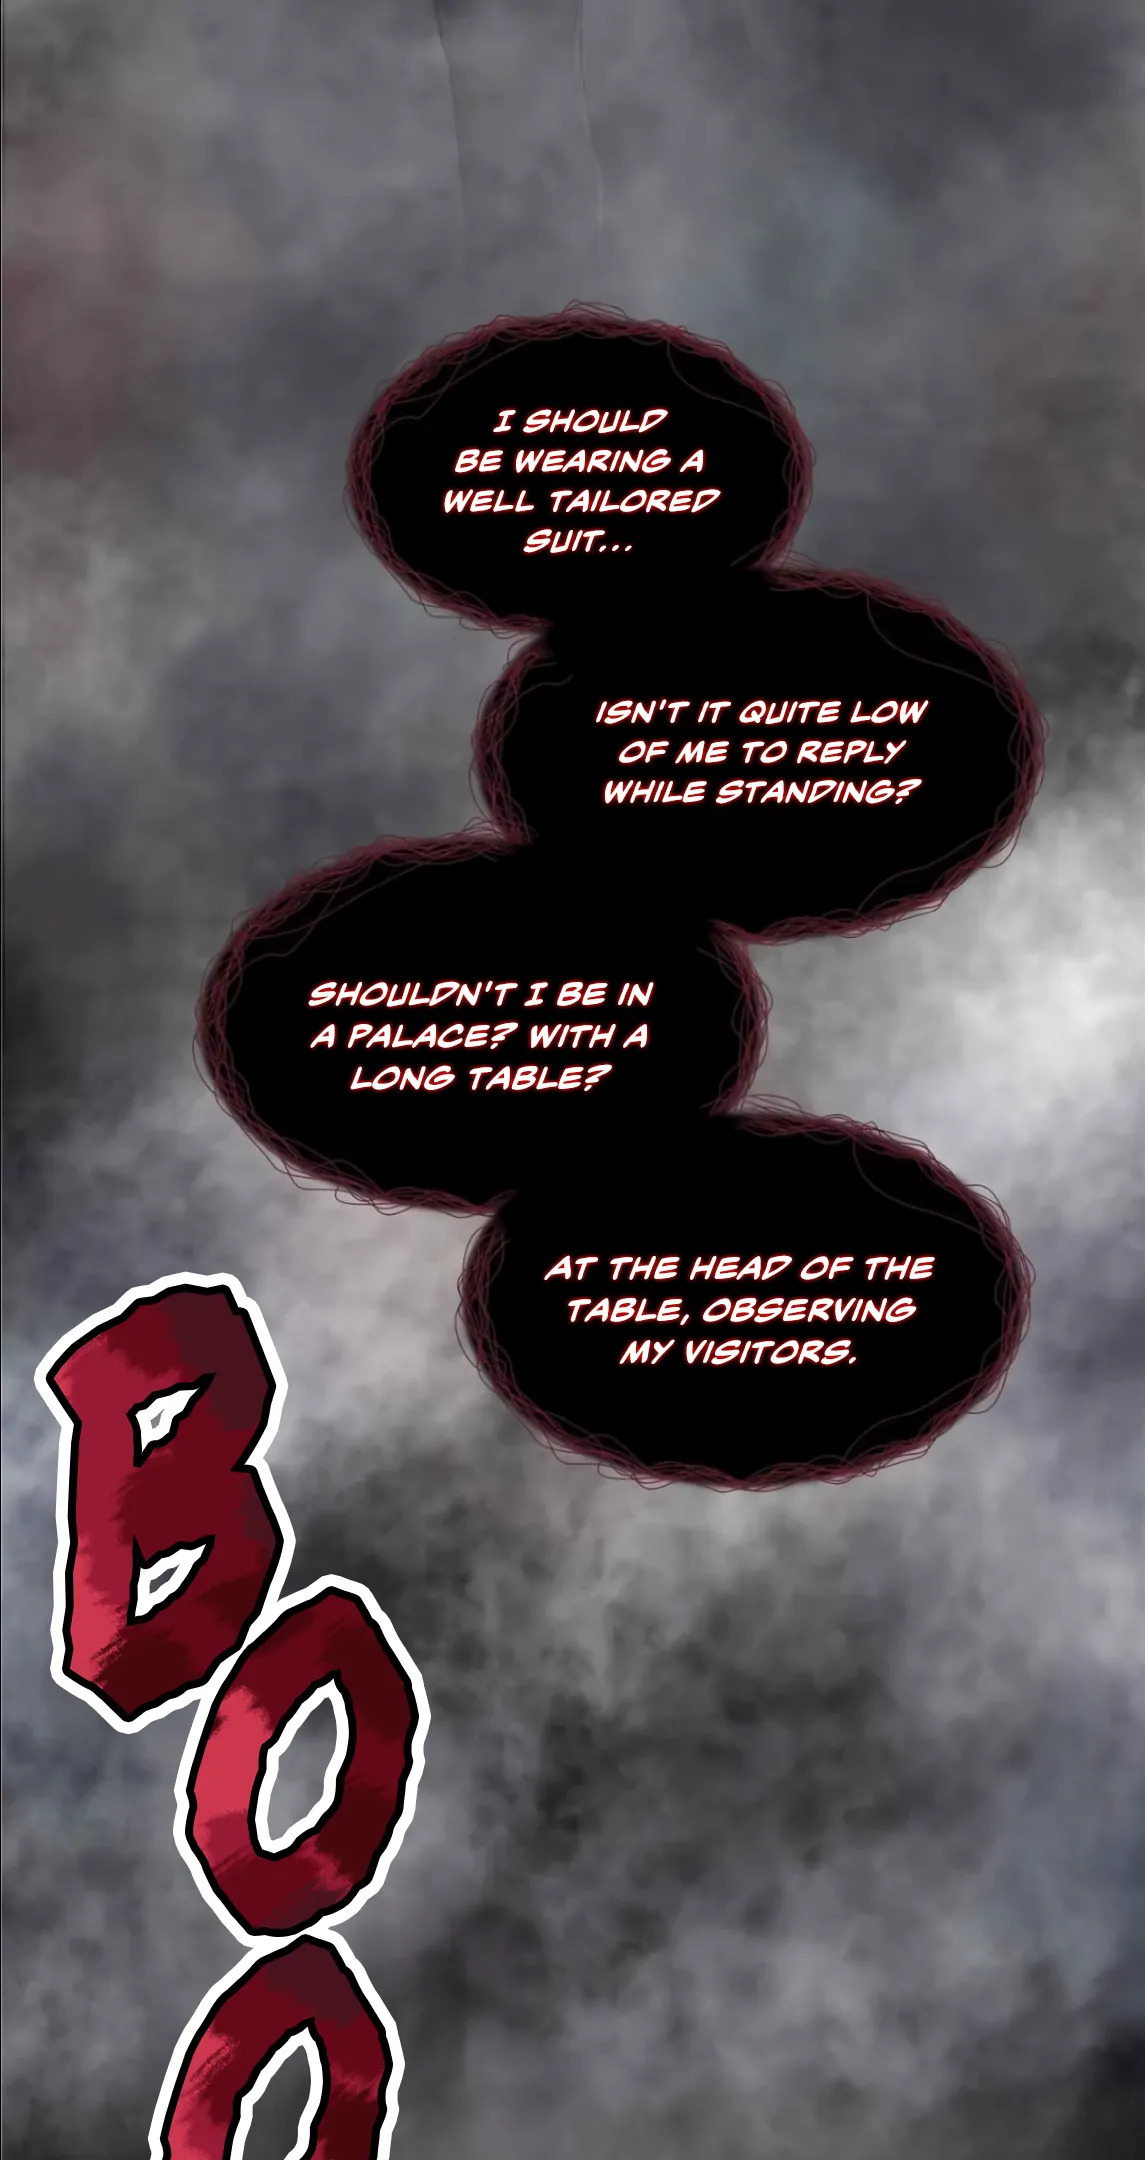 I SHOULD
BE WEARING A
WELL TAILORED
SUIT...
ISN'T IT QUITE LOW
OF ME TO REPLY
WHILE STANDING?
SHOULDN'T I BE IN
A PALACE? WITH A
LONG TABLE?
AT THE HEAD OF THE
TABLE, OBSERVING
MY VISITORS.
BOO